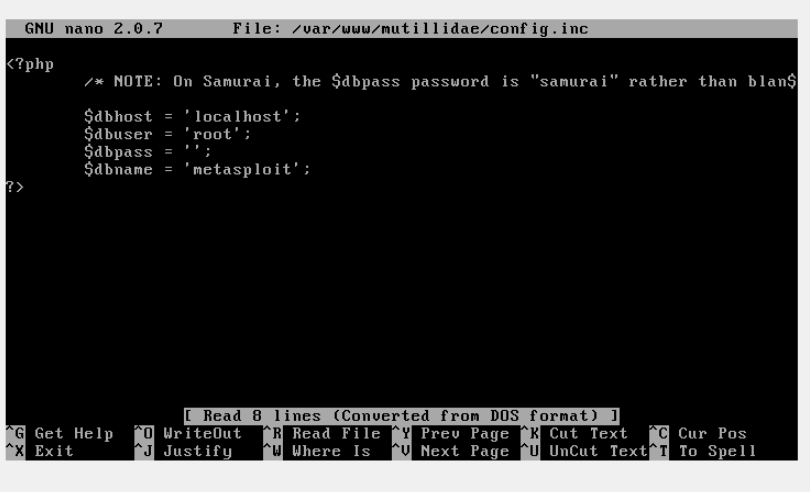 GNU nano 2.0.7 File: /var/www/mutillidae/config.inc
<?php
/* NOTE: On Samurai, the $dbpass password is "samurai" rather than blan$
$dbhost = 'localhost';
$dbuser = 'root';
$dbpass = '';
$dbname = 'metasploit';
?>
[ Read 8 lines (Converted from DOS format) ]
^G Get Help ^O WriteOut ^R Read File ^Y Prev Page ^K Cut Text ^C Cur Pos
^X Exit ^J Justify ^W Where Is ^V Next Page ^U UnCut Text ^T To Spell